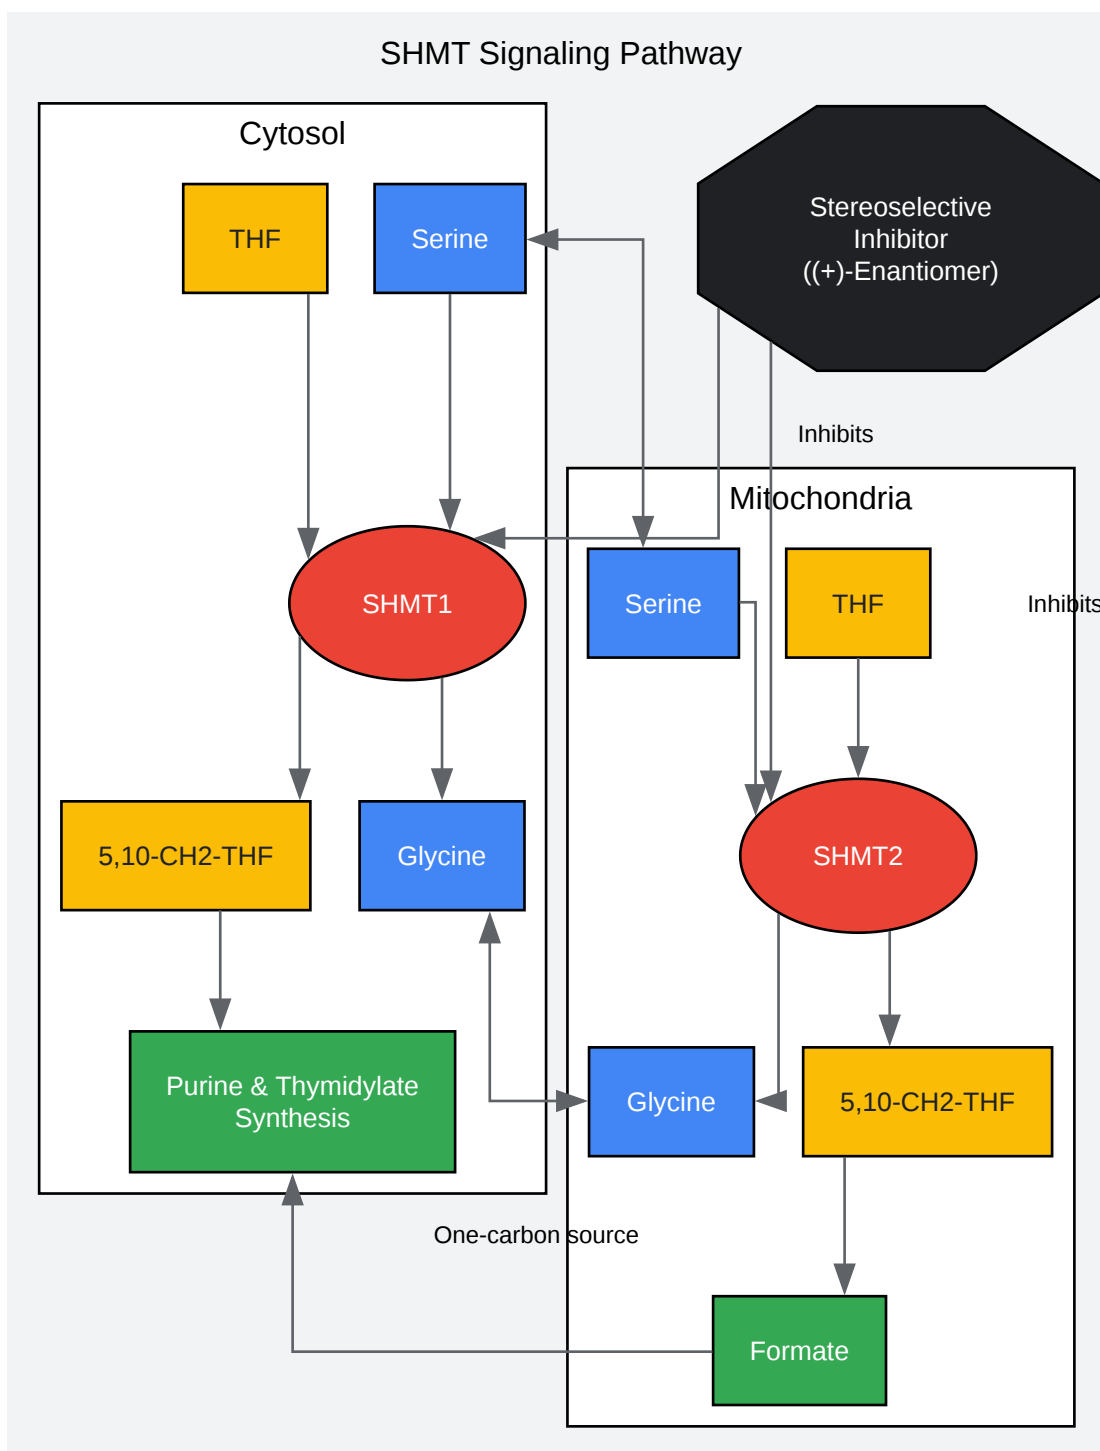 SHMT Signaling Pathway
Cytosol
THF
Serine
Stereoselective
Inhibitor
((+)-Enantiomer)
Inhibits
Mitochondria
SHMT1
Serine
THF
Inhibits
5,10-CH2-THF
Glycine
SHMT2
Purine & Thymidylate
Synthesis
Glycine
5,10-CH2-THF
One-carbon source
Formate